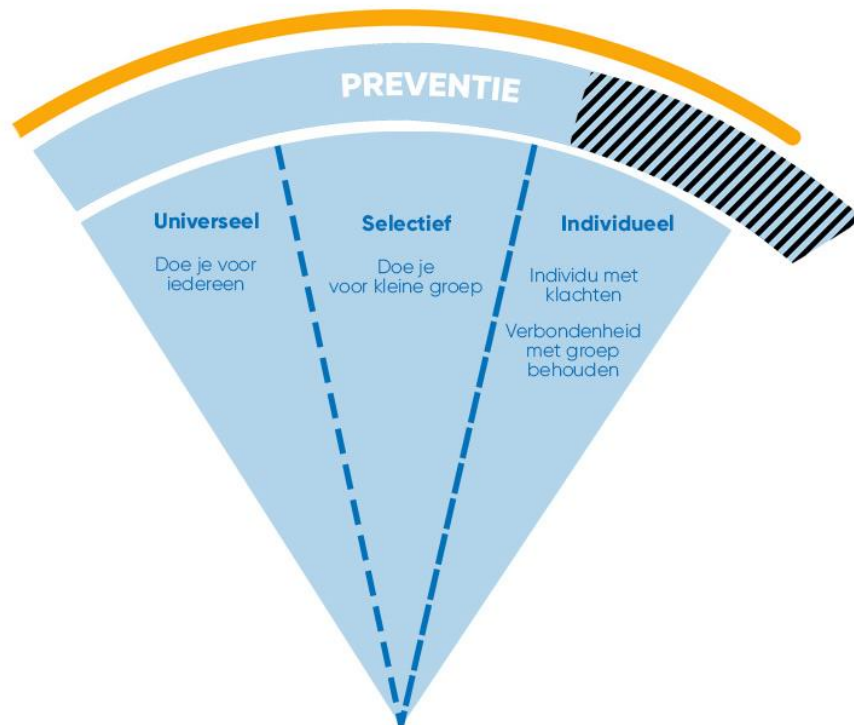 PREVENTIE
Universeel
Doe je voor
iedereen
Selectief
Doe je
voor kleine groep
Individueel
Individu met
klachten
Verbondenheid
met groep
behouden